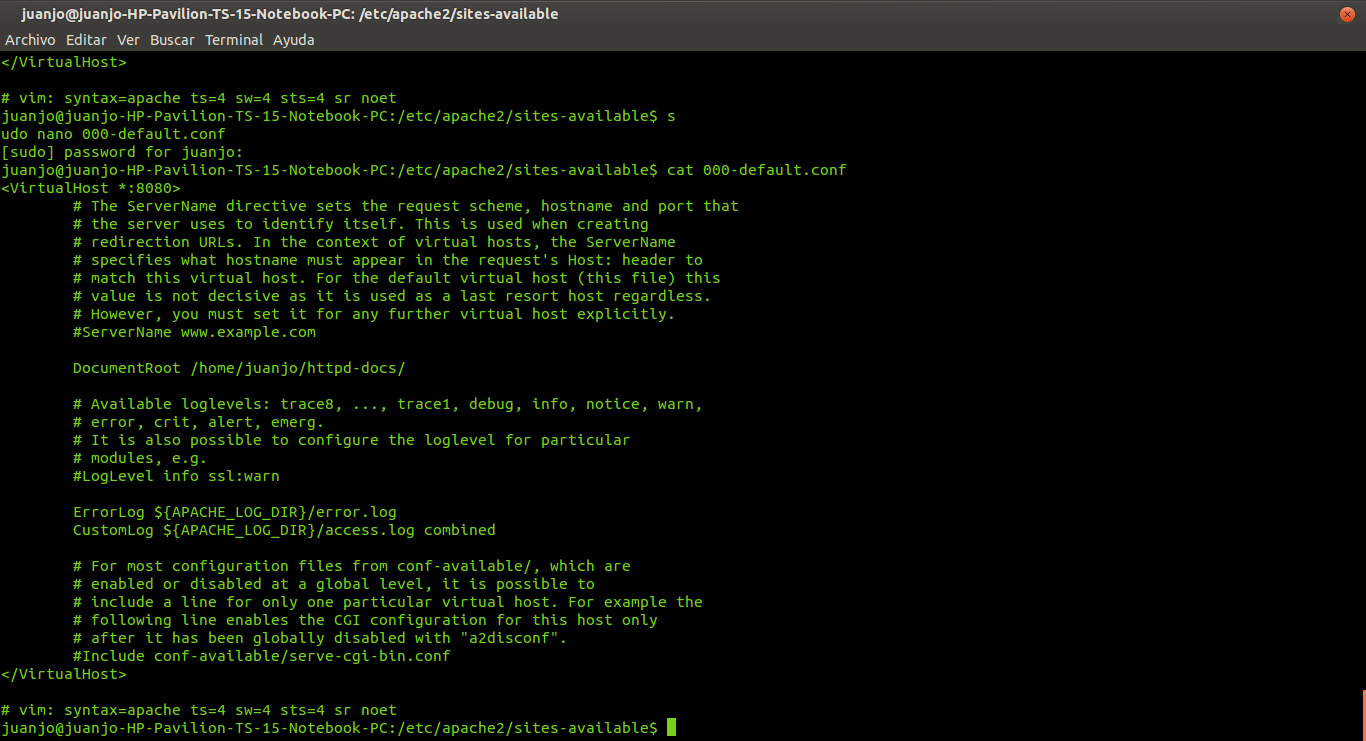 juanjo@juanjo-HP-Pavilion-TS-15-Notebook-PC: /etc/apache2/sites-available
Archivo Editar Ver Buscar Terminal Ayuda
</VirtualHost>
# vim: syntax=apache ts=4 sw=4 sts=4 sr noet
juanjo@juanjo-HP-Pavilion-TS-15-Notebook-PC:/etc/apache2/sites-available$ s
udo nano 000-default.conf
[sudo] password for juanjo:
juanjo@juanjo-HP-Pavilion-TS-15-Notebook-PC:/etc/apache2/sites-available$ cat 000-default.conf
<VirtualHost *:8080>
        # The ServerName directive sets the request scheme, hostname and port that
        # the server uses to identify itself. This is used when creating
        # redirection URLs. In the context of virtual hosts, the ServerName
        # specifies what hostname must appear in the request's Host: header to
        # match this virtual host. For the default virtual host (this file) this
        # value is not decisive as it is used as a last resort host regardless.
        # However, you must set it for any further virtual host explicitly.
        #ServerName www.example.com
        DocumentRoot /home/juanjo/httpd-docs/
        # Available loglevels: trace8, ..., trace1, debug, info, notice, warn,
        # error, crit, alert, emerg.
        # It is also possible to configure the loglevel for particular
        # modules, e.g.
        #LogLevel info ssl:warn
        ErrorLog ${APACHE_LOG_DIR}/error.log
        CustomLog ${APACHE_LOG_DIR}/access.log combined
        # For most configuration files from conf-available/, which are
        # enabled or disabled at a global level, it is possible to
        # include a line for only one particular virtual host. For example the
        # following line enables the CGI configuration for this host only
        # after it has been globally disabled with "a2disconf".
        #Include conf-available/serve-cgi-bin.conf
</VirtualHost>
# vim: syntax=apache ts=4 sw=4 sts=4 sr noet
juanjo@juanjo-HP-Pavilion-TS-15-Notebook-PC:/etc/apache2/sites-available$